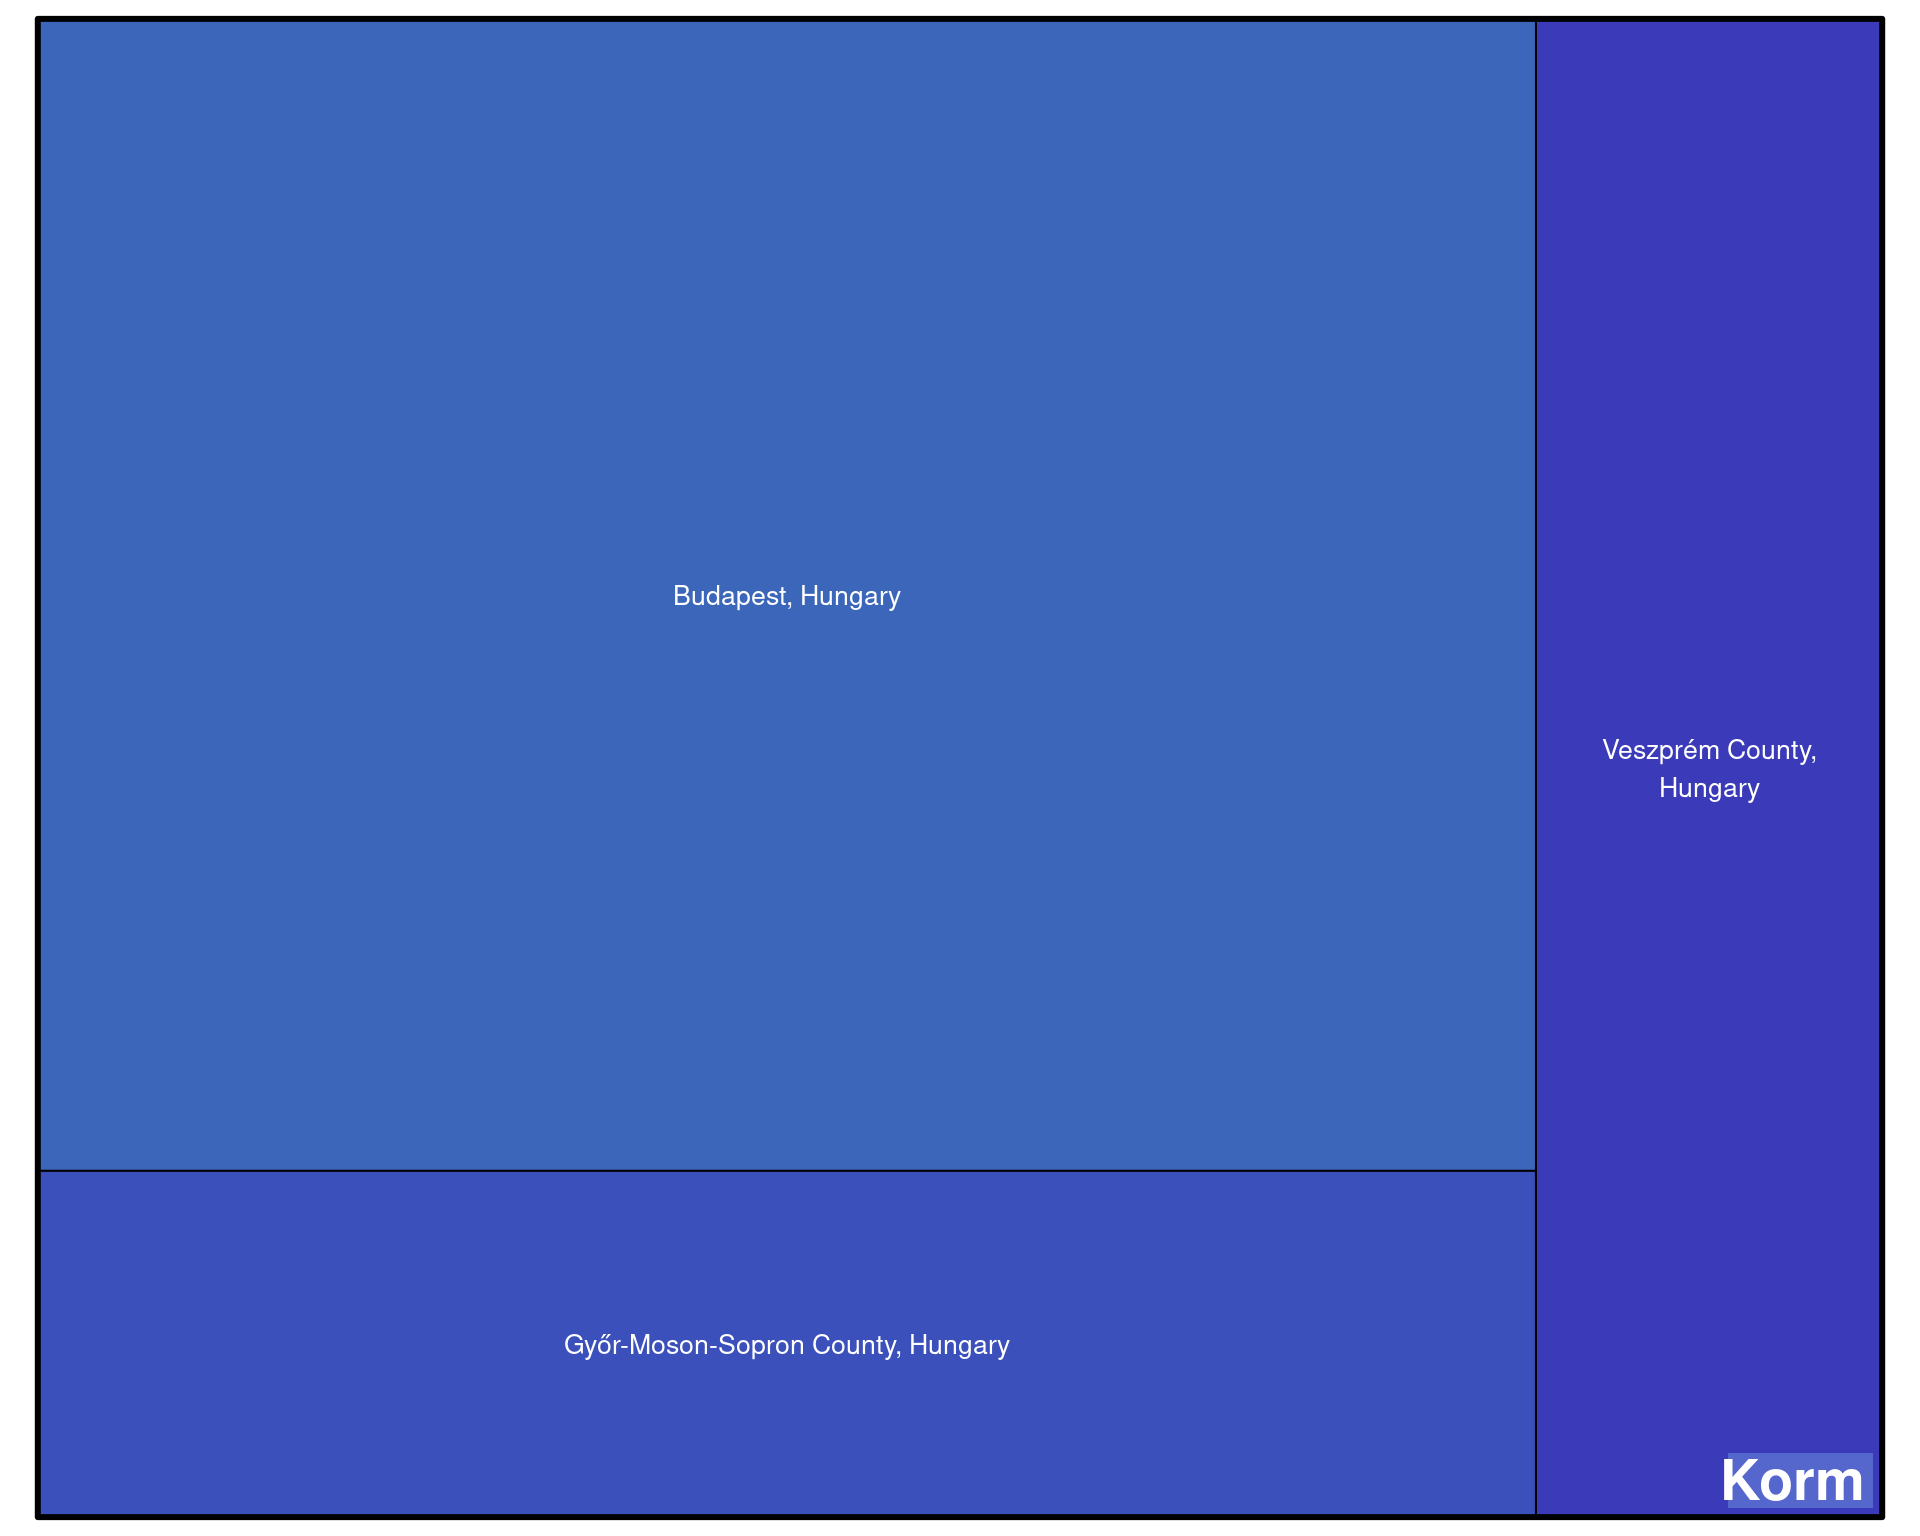 Budapest, Hungary
Veszprém County,
Hungary
Győr-Moson-Sopron County, Hungary
Korm